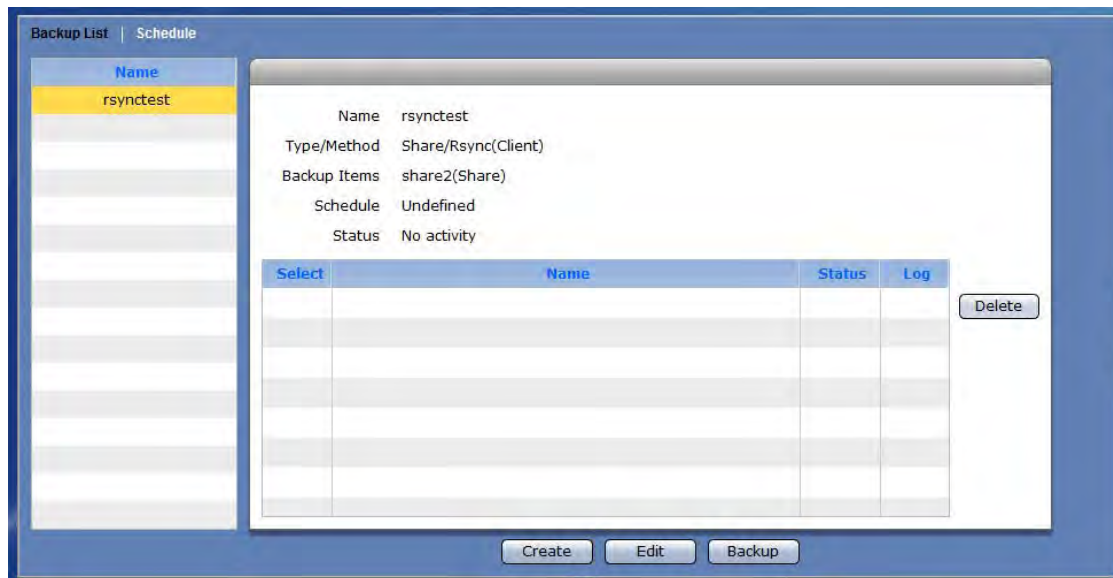 Backup List | Schedule
Name
rsynctest
Name rsynctest
Type/Method Share/Rsync(Client)
Backup Items share2(Share)
Schedule Undefined
Status No activity
Select Name Status Log
Delete
Create Edit Backup